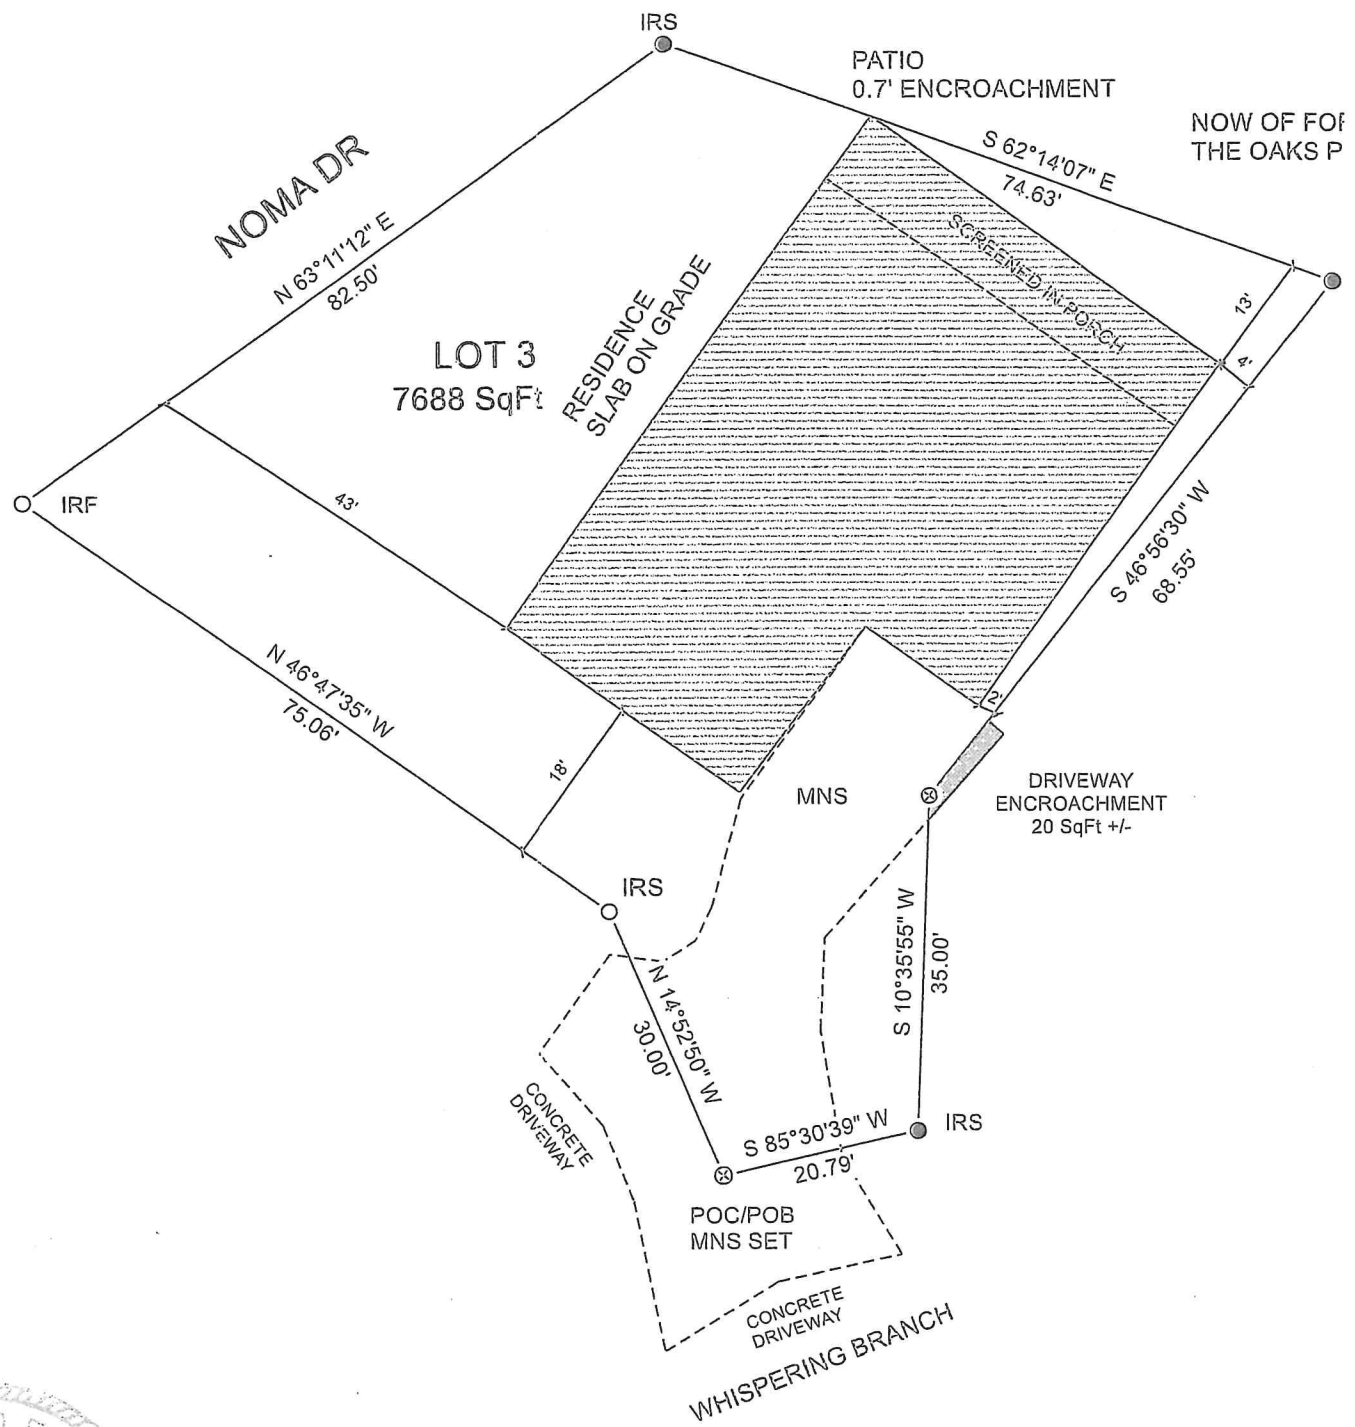 IRS
PATIO
0.7' ENCROACHMENT
NOW OF FOR
THE OAKS P
S 62°14'07" E
74.63'
NOMA DR
N 63°11'12" E
82.50'
SCREENED IN PORCH
13'
4'
LOT 3
7688 SqFt
RESIDENCE
SLAB ON GRADE
IRF
43'
S 46°56'30" W
68.55'
N 46°47'35" W
75.06'
18'
2'
MNS
DRIVEWAY
ENCROACHMENT
20 SqFt +/-
IRS
N 14°52'50" W
30.00'
S 10°35'55" W
35.00'
CONCRETE
DRIVEWAY
S 85°30'39" W
20.79'
IRS
POC/POB
MNS SET
CONCRETE
DRIVEWAY
WHISPERING BRANCH